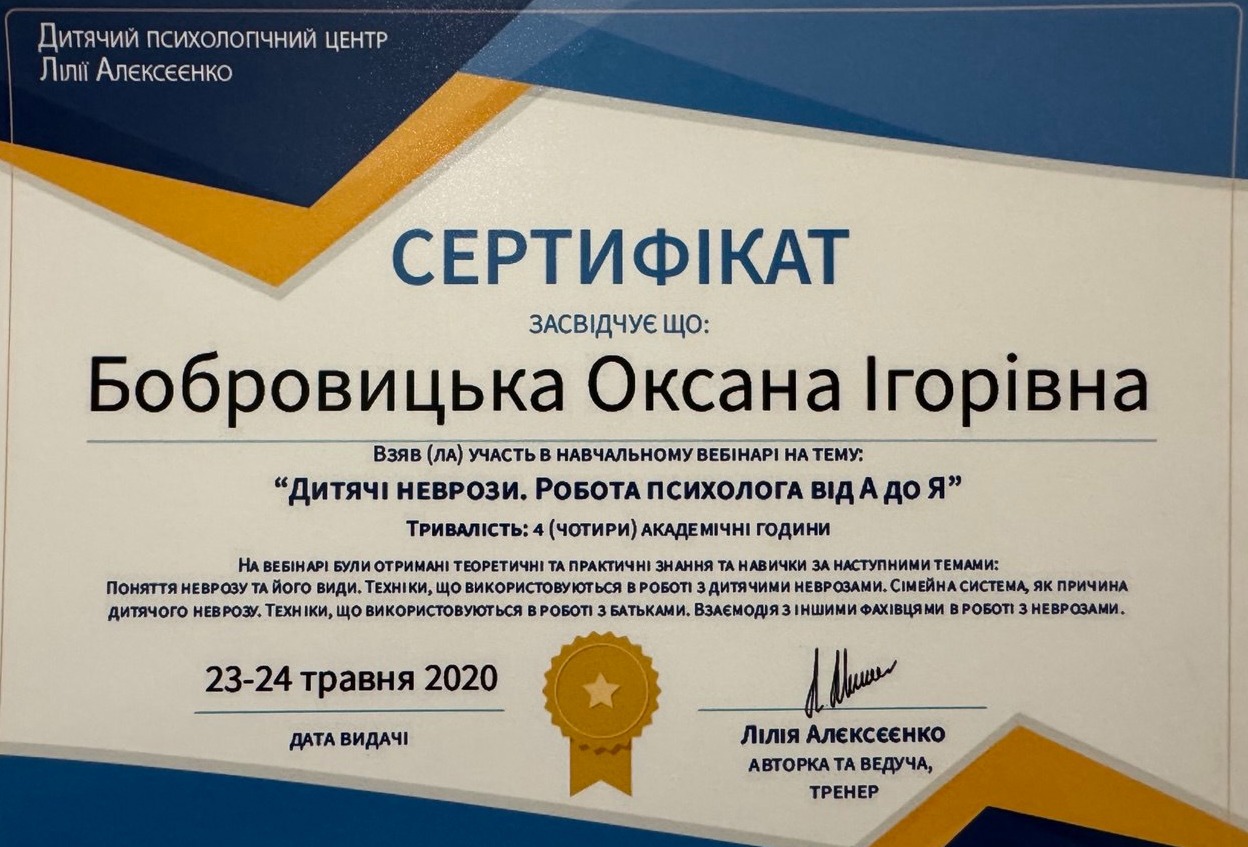 Дитячий психологічний центр
Лілії Алєксєєнко
СЕРТИФІКАТ
ЗАСВІДЧУЄ ЩО:
Бобровицька Оксана Ігорівна
Взяв (ла) участь в навчальному вебінарі на тему:
“Дитячі неврози. Робота психолога від А до Я”
Тривалість: 4 (чотири) академічні години
На вебінарі були отримані теоретичні та практичні знання та навички за наступними темами:
Поняття неврозу та його види. Техніки, що використовуються в роботі з дитячими неврозами. Сімейна система, як причина
дитячого неврозу. Техніки, що використовуються в роботі з батьками. Взаємодія з іншими фахівцями в роботі з неврозами.
23-24 травня 2020
дата видачі
Лілія Алєксєєнко
авторка та ведуча,
тренер